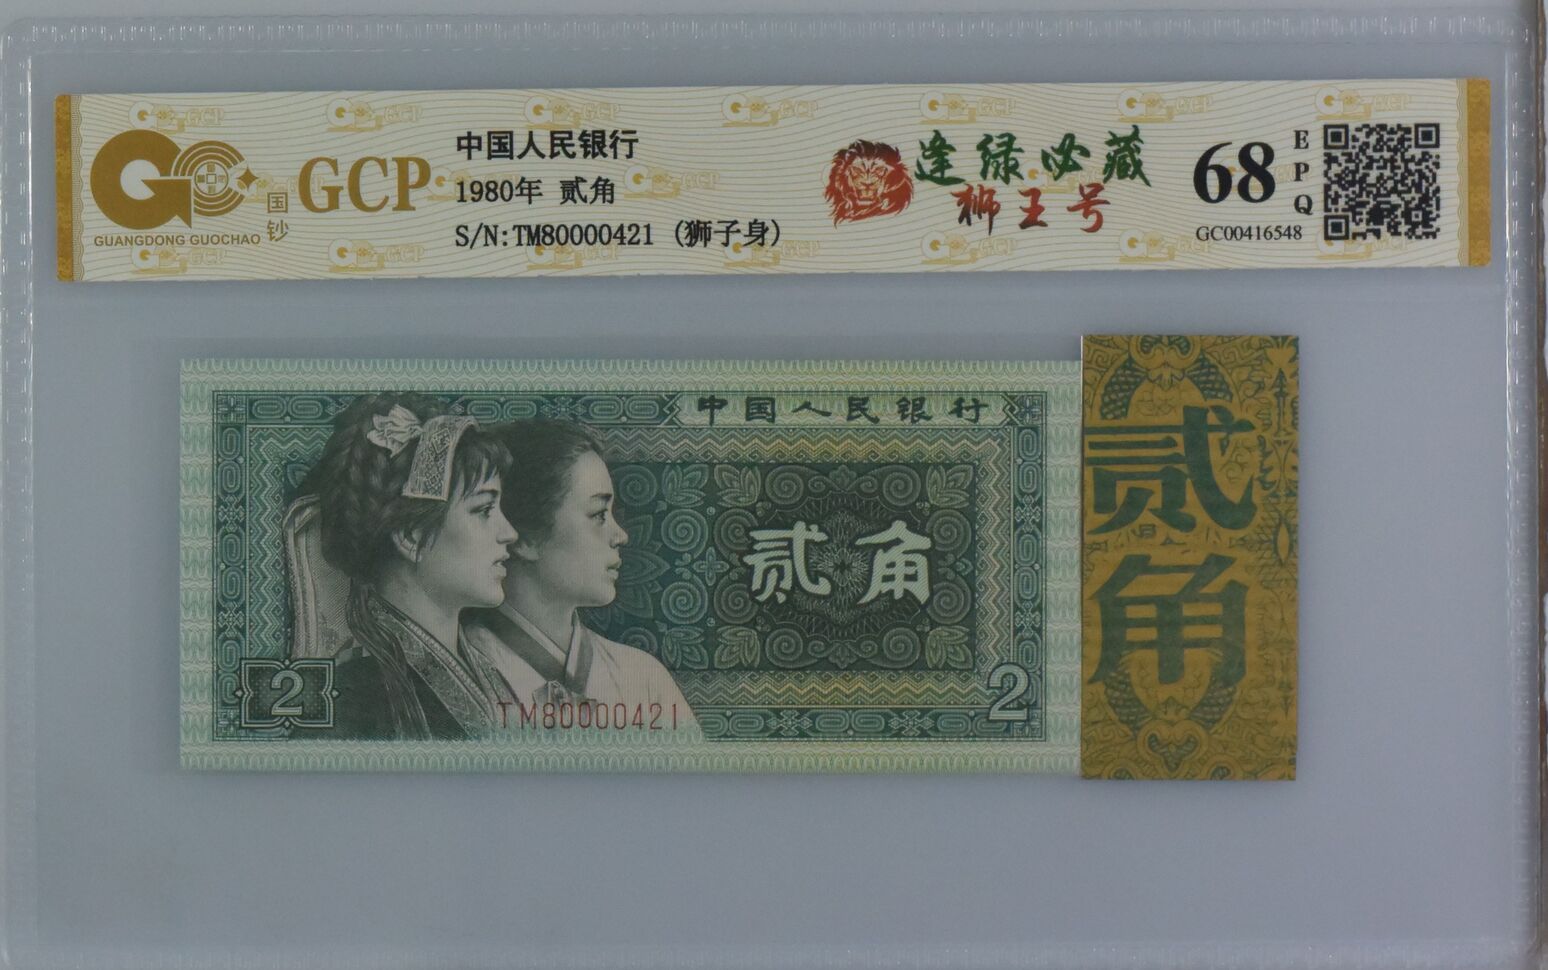 GCP
国钞
GUANGDONG GUOCHAO
中国人民银行
1980年 贰角
S/N:TM80000421 (狮子身)
逢绿必藏
狮王号
68
EPQ
GC00416548
中国人民银行
贰角
2
2
TM80000421
贰角